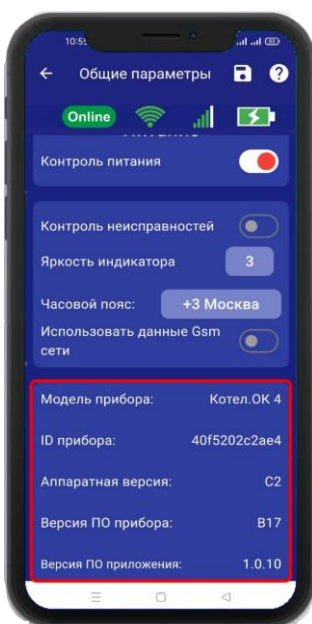 10:5
Общие параметры
Online
Контроль питания
Контроль неисправностей
Яркость индикатора 3
Часовой пояс: +3 Москва
Использовать данные Gsm
сети
Модель прибора: Котел.ОК 4
ID прибора: 40f5202c2ae4
Аппаратная версия: C2
Версия ПО прибора: B17
Версия ПО приложения: 1.0.10